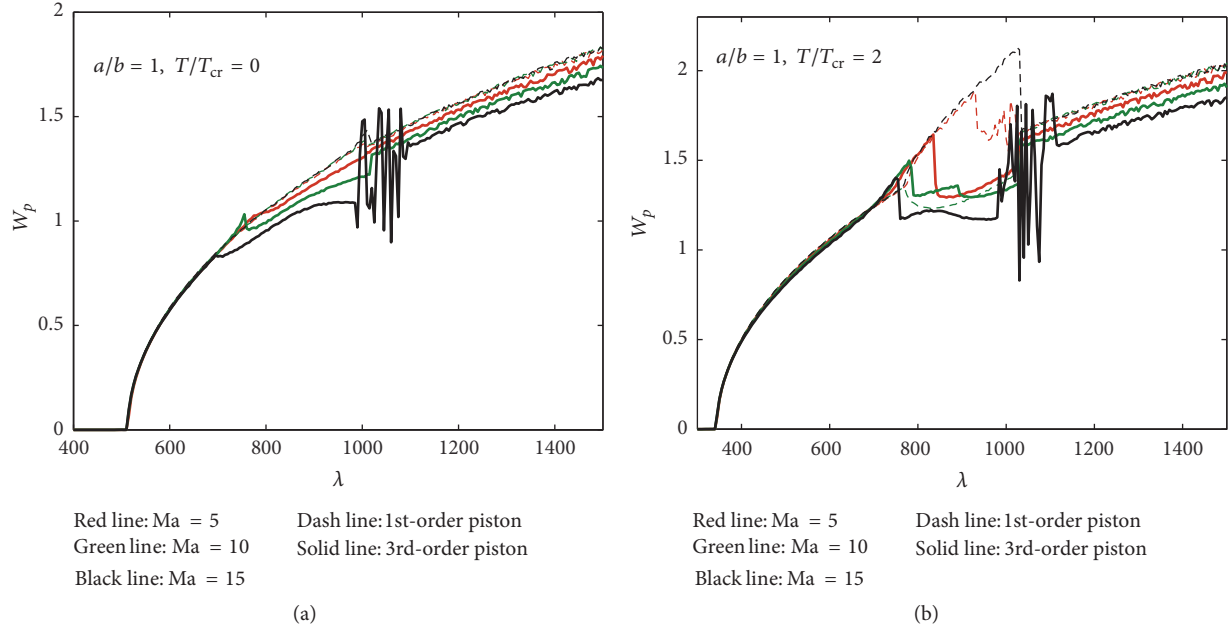 2
1.5
1
0.5
0
W_p
a/b = 1, T/T_cr = 0
400 600 800 1000 1200 1400
λ
Red line: Ma = 5 Dash line: 1st-order piston
Green line: Ma = 10 Solid line: 3rd-order piston
Black line: Ma = 15
(a)
2
1.5
1
0.5
0
W_p
a/b = 1, T/T_cr = 2
400 600 800 1000 1200 1400
λ
Red line: Ma = 5 Dash line: 1st-order piston
Green line: Ma = 10 Solid line: 3rd-order piston
Black line: Ma = 15
(b)